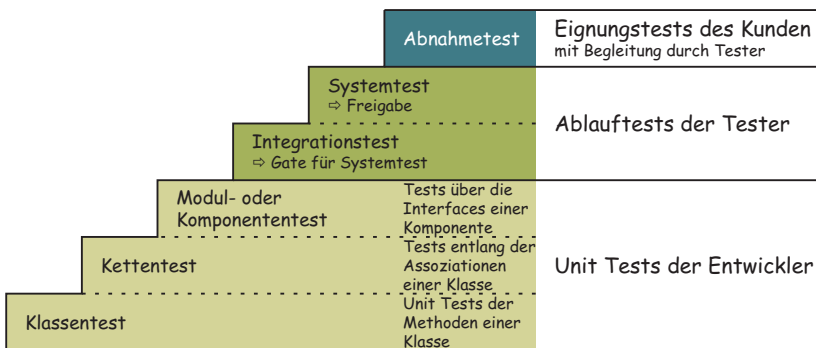 Abnahmetest
Eignungstests des Kunden
mit Begleitung durch Tester
Systemtest
⇨ Freigabe
Integrationstest
⇨ Gate für Systemtest
Ablauftests der Tester
Modul- oder
Komponententest
Tests über die
Interfaces einer
Komponente
Kettentest
Tests entlang der
Assoziationen
einer Klasse
Klassentest
Unit Tests der
Methoden einer
Klasse
Unit Tests der Entwickler